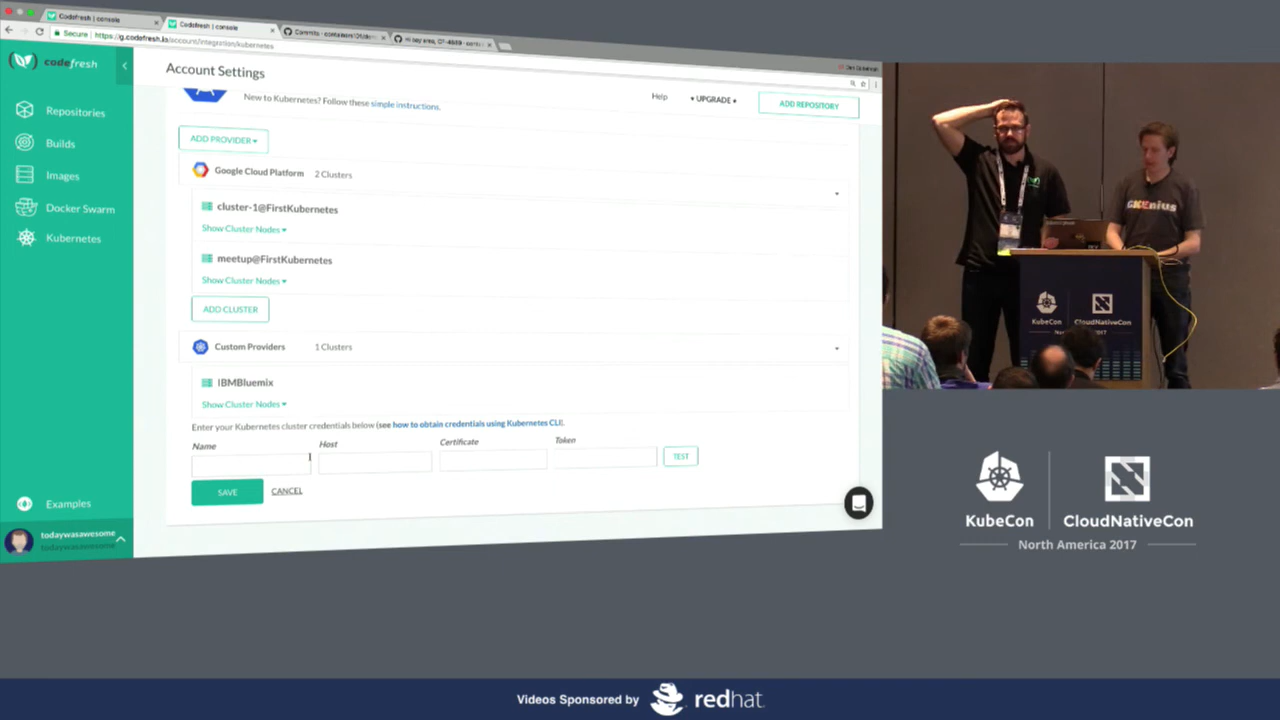 Codefresh | console
Codefresh | console
Secure
https://g.codefresh.io/account/integration/kubernetes
codefresh
Account Settings
New to Kubernetes? Follow these simple instructions.
Help
UPGRADE
ADD REPOSITORY
Repositories
Builds
Images
Docker Swarm
Kubernetes
Examples
todaywasawesome
todaywasawesome
ADD PROVIDER
Google Cloud Platform 2 Clusters
cluster-1@FirstKubernetes
Show Cluster Nodes
meetup@FirstKubernetes
Show Cluster Nodes
ADD CLUSTER
Custom Providers 1 Clusters
IBMBluemix
Show Cluster Nodes
Enter your Kubernetes cluster credentials below (see how to obtain credentials using Kubernetes CLI).
Name Host Certificate Token
TEST
SAVE CANCEL
KubeCon CloudNativeCon
KubeCon CloudNativeCon
North America 2017
Videos Sponsored by redhat